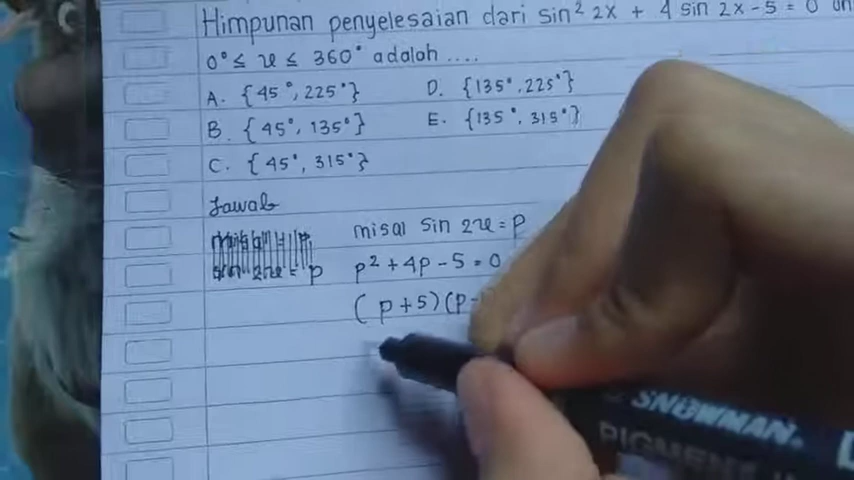 Himpunan penyelesaian dari sin² 2x + 4 sin 2x - 5 = 0
0° ≤ x ≤ 360° adalah ....
A. {45°, 225°} D. {135°, 225°}
B. {45°, 135°} E. {135°, 315°}
C. {45°, 315°}
Jawab
misal sin 2x = p
p² + 4p - 5 = 0
(p + 5)(p -
SNOWMAN
PIGMENT